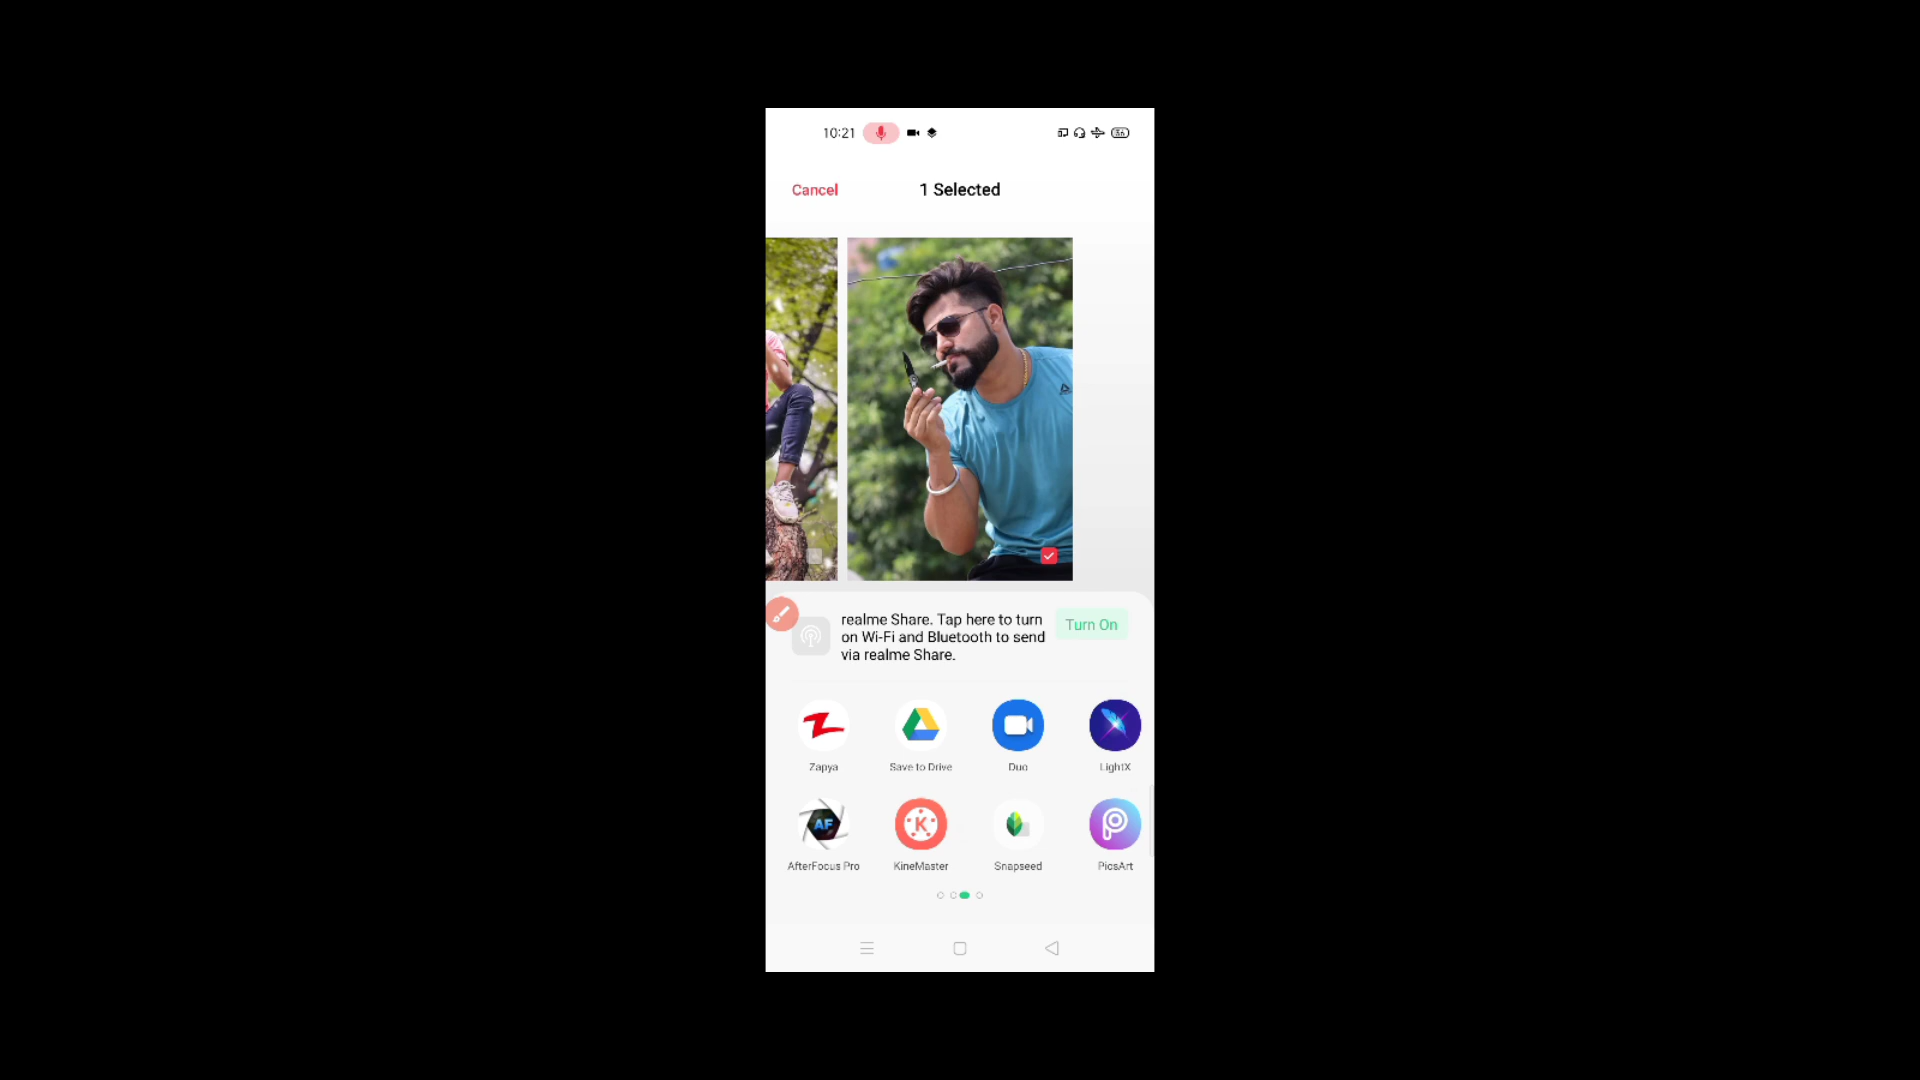 10:21
Cancel
1 Selected
realme Share. Tap here to turn
on Wi-Fi and Bluetooth to send
via realme Share.
Turn On
Zapya
Save to Drive
Duo
LightX
AF
K
AfterFocus Pro
KineMaster
Snapseed
PicsArt